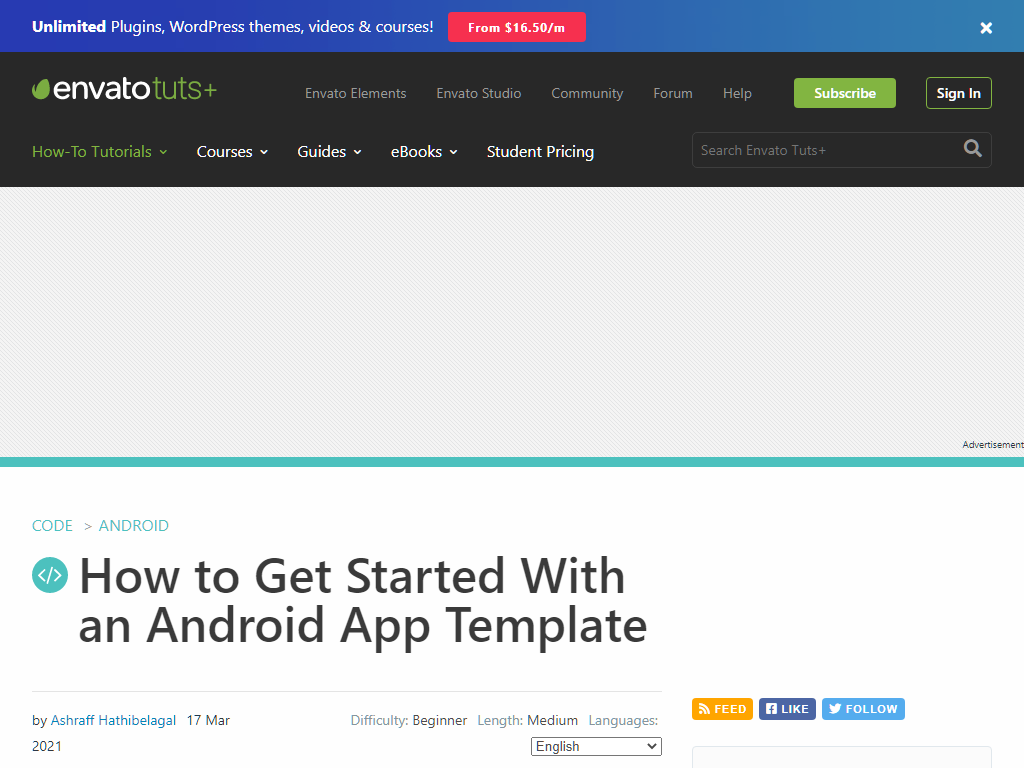 Unlimited Plugins, WordPress themes, videos & courses! From $16.50/m
envatotuts+ Envato Elements Envato Studio Community Forum Help Subscribe Sign In
How-To Tutorials Courses Guides eBooks Student Pricing Search Envato Tuts+
Advertisement
CODE > ANDROID
</> How to Get Started With
an Android App Template
by Ashraff Hathibelagal 17 Mar
2021
Difficulty: Beginner Length: Medium Languages:
English
FEED LIKE FOLLOW